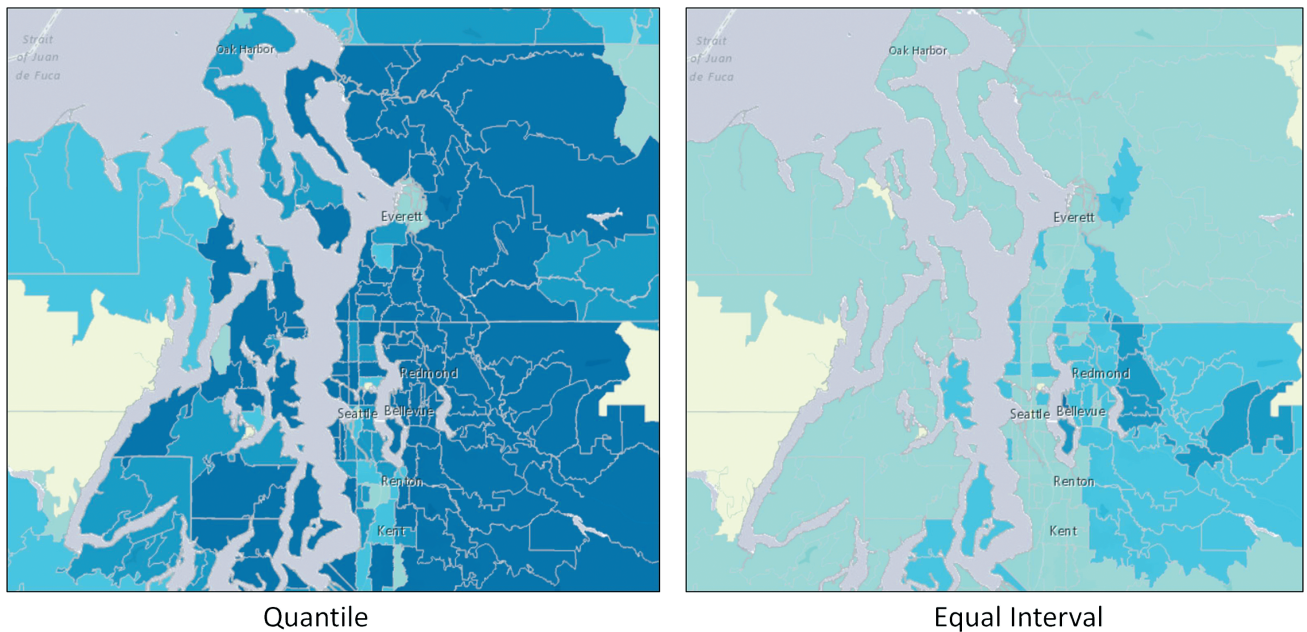 Strait
of Juan
de Fuca
Oak Harbor
Everett
Redmond
Seattle Bellevue
Renton
Kent
Quantile
Strait
of Juan
de Fuca
Oak Harbor
Everett
Redmond
Seattle Bellevue
Renton
Kent
Equal Interval